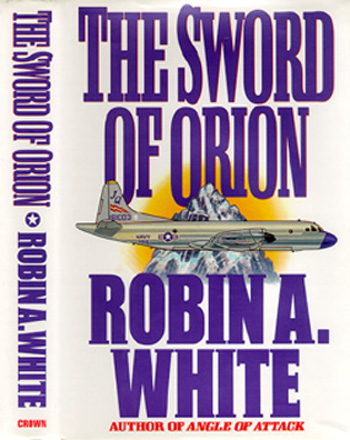 THE SWORD OF ORION
ROBIN A. WHITE
CROWN
THE SWORD
OF ORION
NAVY
ROBIN A.
WHITE
AUTHOR OF ANGLE OF ATTACK